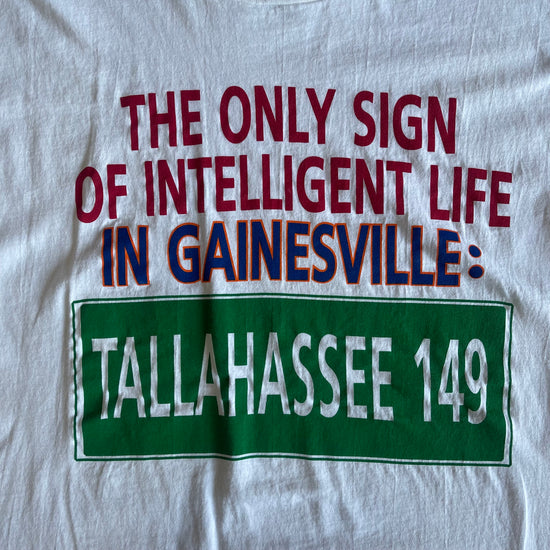 THE ONLY SIGN
OF INTELLIGENT LIFE
IN GAINESVILLE:
TALLAHASSEE 149